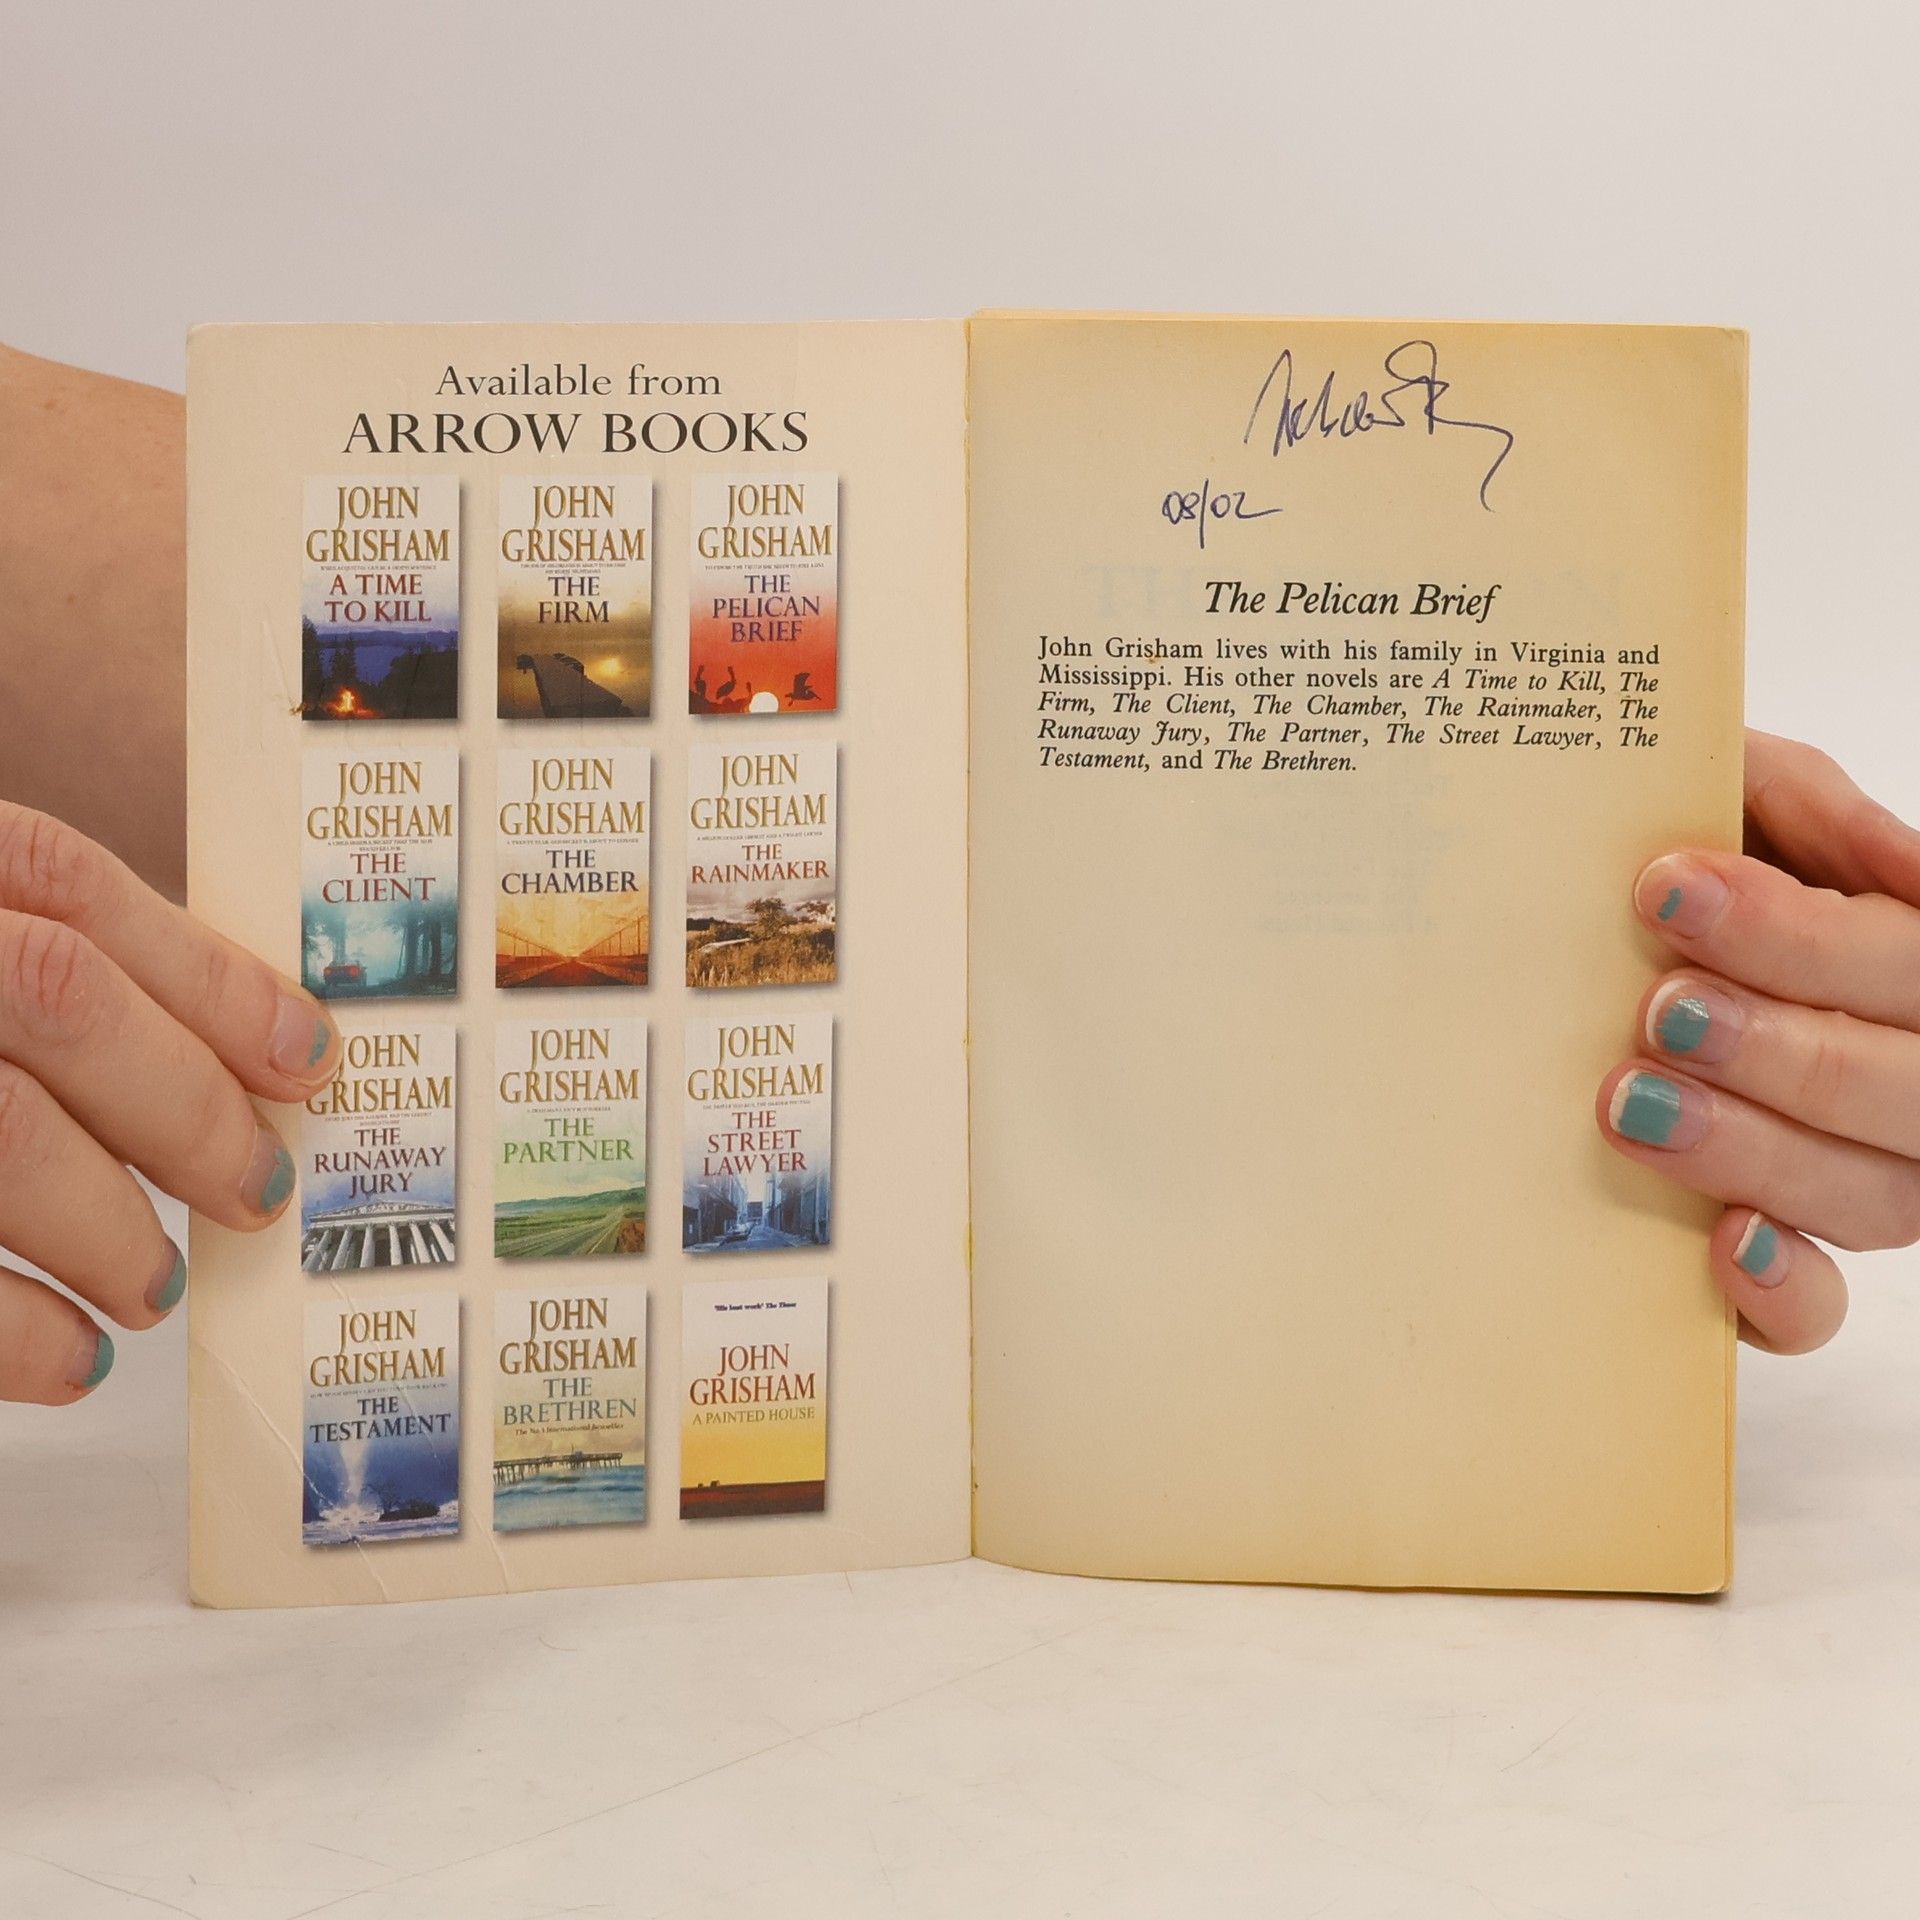 Available from
ARROW BOOKS
JOHN
GRISHAM
A TIME
TO KILL
JOHN
GRISHAM
THE
FIRM
JOHN
GRISHAM
THE
PELICAN
BRIEF
JOHN
GRISHAM
THE
CLIENT
JOHN
GRISHAM
THE
CHAMBER
JOHN
GRISHAM
THE
RAINMAKER
JOHN
GRISHAM
THE
RUNAWAY
JURY
JOHN
GRISHAM
THE
PARTNER
JOHN
GRISHAM
THE
STREET
LAWYER
JOHN
GRISHAM
THE
TESTAMENT
JOHN
GRISHAM
THE
BRETHREN
The No.1 International Bestseller
JOHN
GRISHAM
A PAINTED HOUSE
08/02
The Pelican Brief
John Grisham lives with his family in Virginia and
Mississippi. His other novels are A Time to Kill, The
Firm, The Client, The Chamber, The Rainmaker, The
Runaway Jury, The Partner, The Street Lawyer, The
Testament, and The Brethren.